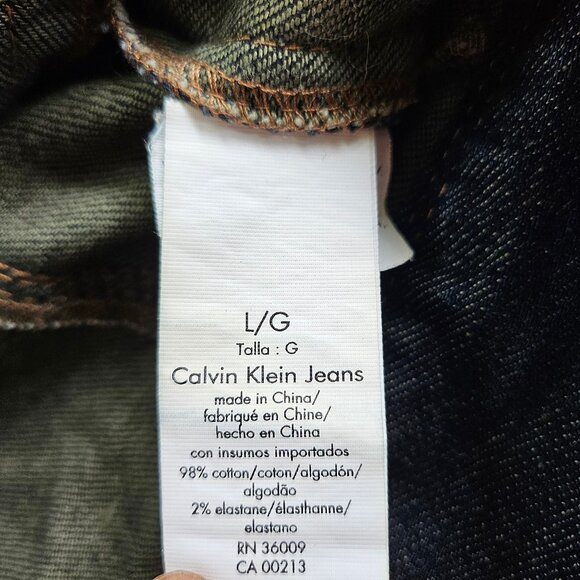 L/G
Talla : G
Calvin Klein Jeans
made in China/
fabriqué en Chine/
hecho en China
con insumos importados
98% cotton/coton/algodón/
algodão
2% elastane/élasthanne/
elastano
RN 36009
CA 00213